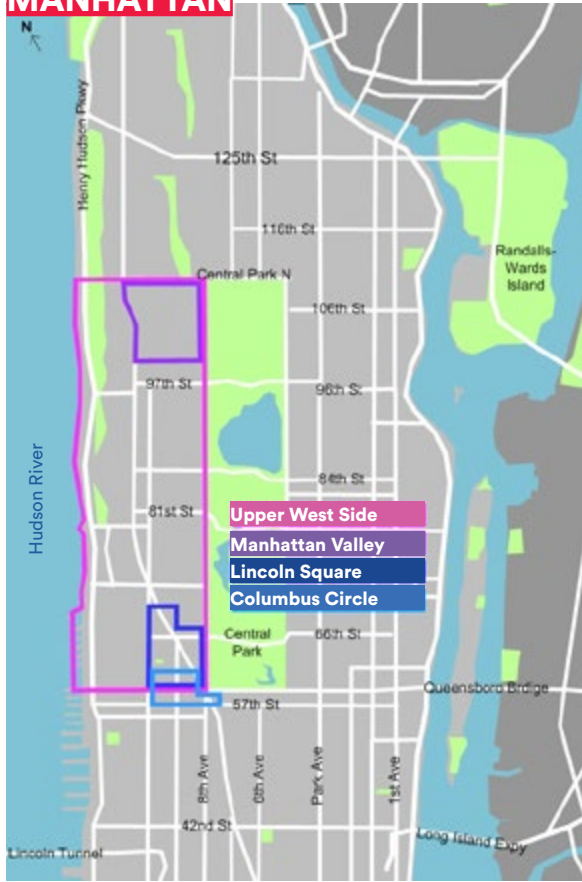 MANHATTAN
N
Henry Hudson Pkwy
125th St
116th St
Randalls-
Wards
Island
Central Park N
106th St
97th St
96th St
84th St
81st St
Hudson River
Upper West Side
Manhattan Valley
Lincoln Square
Columbus Circle
Central
Park
66th St
Queensboro Brdige
57th St
8th Ave
6th Ave
Park Ave
1st Ave
42nd St
Long Island Expy
Lincoln Tunnel